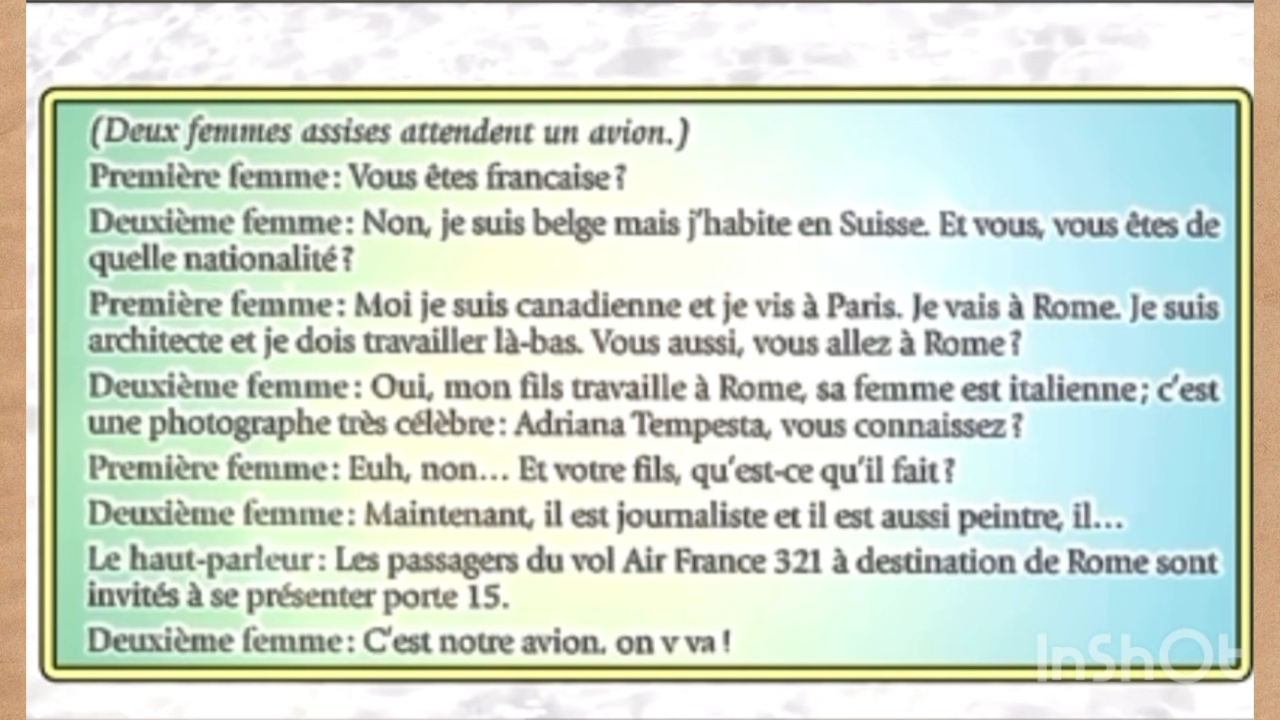 (Deux femmes assises attendent un avion.)
Première femme : Vous êtes francaise ?
Deuxième femme : Non, je suis belge mais j'habite en Suisse. Et vous, vous êtes de
quelle nationalité ?
Première femme : Moi je suis canadienne et je vis à Paris. Je vais à Rome. Je suis
architecte et je dois travailler là-bas. Vous aussi, vous allez à Rome ?
Deuxième femme : Oui, mon fils travaille à Rome, sa femme est italienne ; c'est
une photographe très célèbre : Adriana Tempesta, vous connaissez ?
Première femme : Euh, non... Et votre fils, qu'est-ce qu'il fait ?
Deuxième femme : Maintenant, il est journaliste et il est aussi peintre, il...
Le haut-parleur : Les passagers du vol Air France 321 à destination de Rome sont
invités à se présenter porte 15.
Deuxième femme : C'est notre avion. on y va !
InShOt